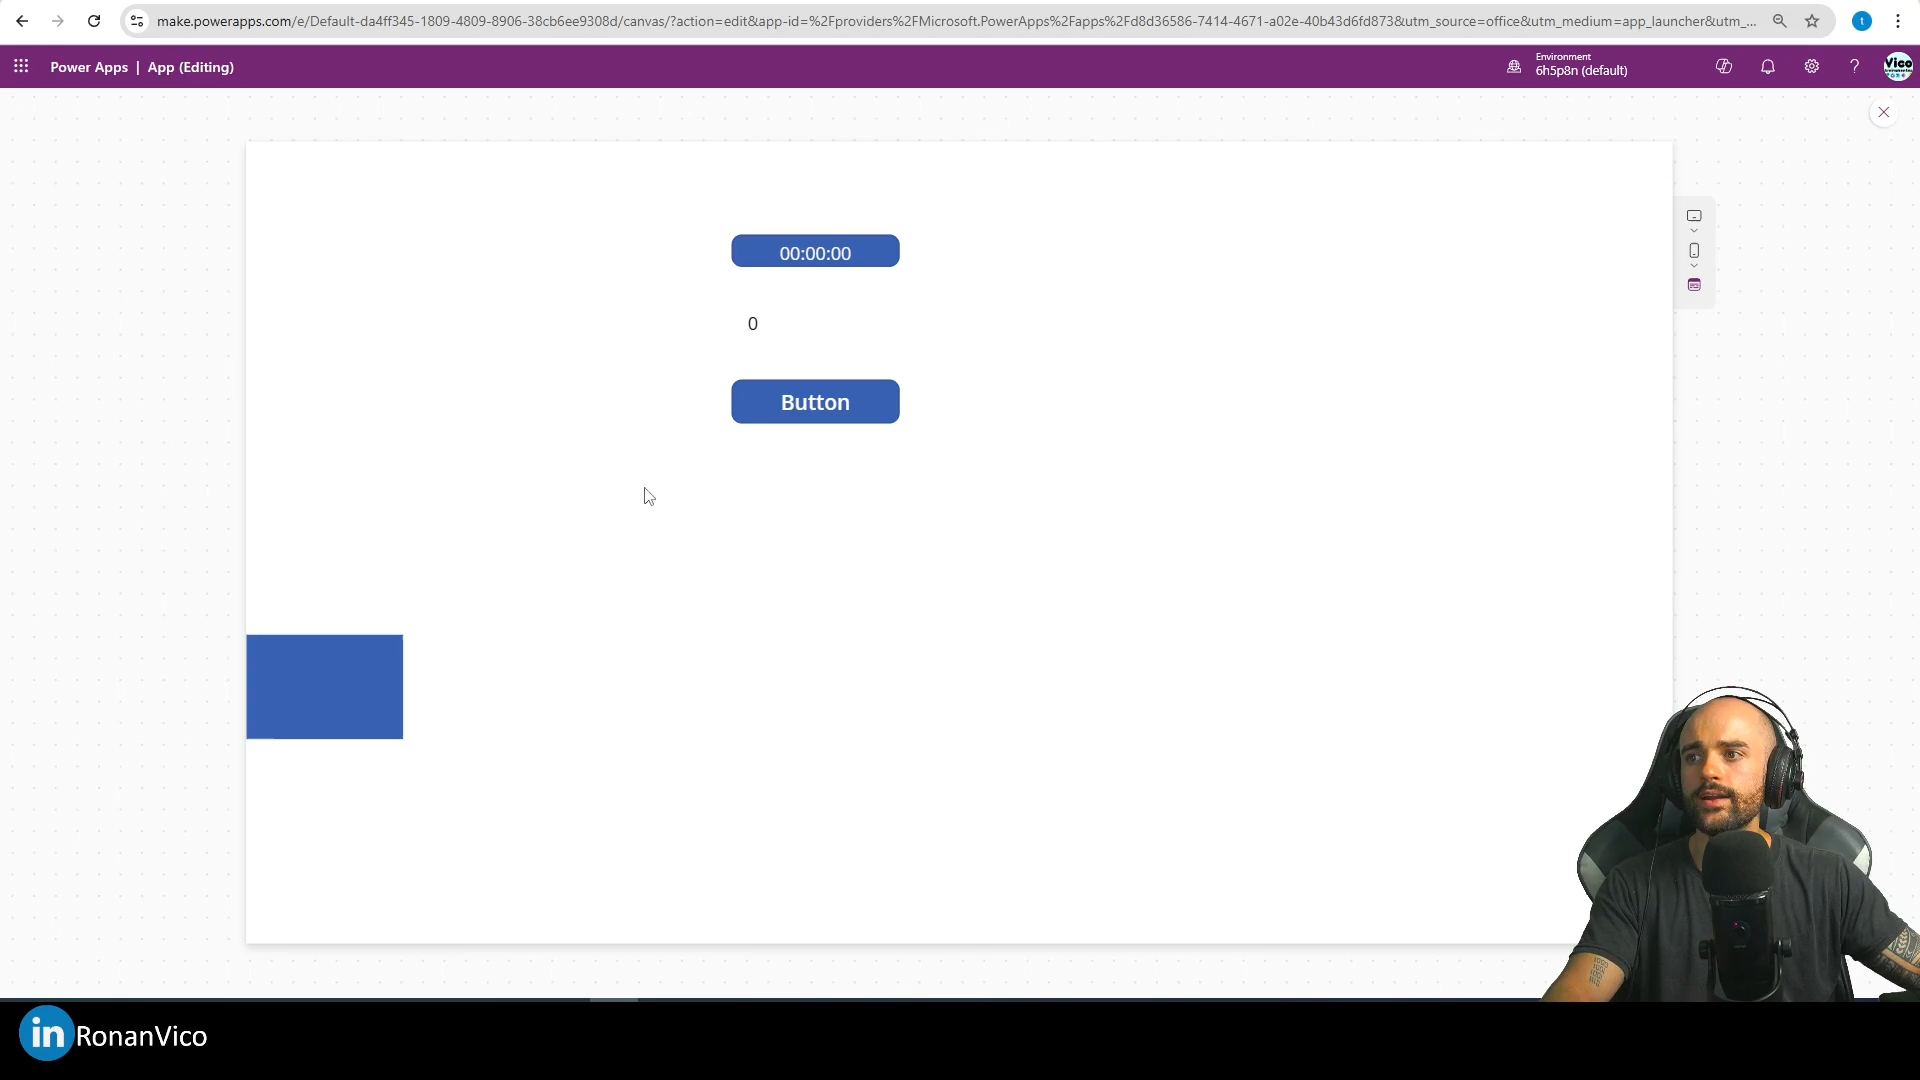 make.powerapps.com/e/Default-da4ff345-1809-4809-8906-38cb6ee9308d/canvas/?action=edit&app-id=%2Fproviders%2FMicrosoft.PowerApps%2Fapps%2Fd8d36586-7414-4671-a02e-40b43d6fd873&utm_source=office&utm_medium=app_launcher&utm_...
t
Power Apps | App (Editing)
Environment
6h5p8n (default)
?
Vico
00:00:00
0
Button
in RonanVico